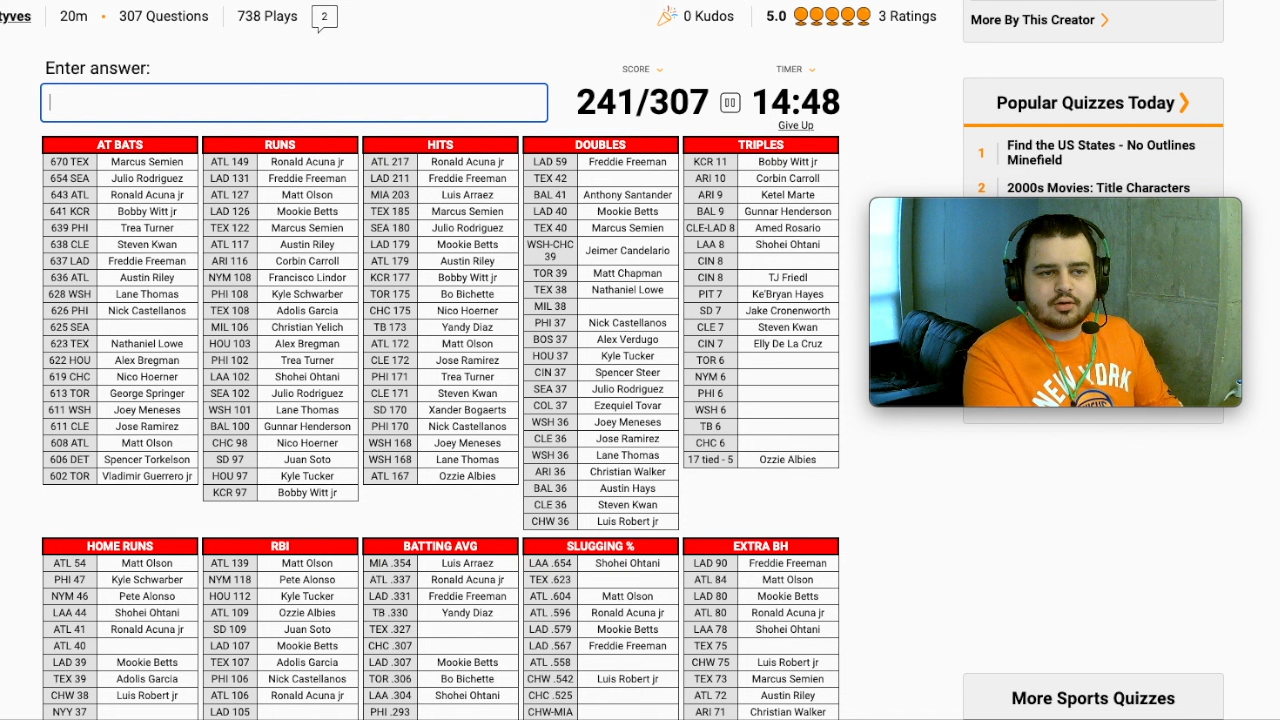 tyves 20m • 307 Questions 738 Plays 2 0 Kudos 5.0 3 Ratings
More By This Creator
Enter answer:
SCORE TIMER
241/307 14:48
Give Up
Popular Quizzes Today
1 Find the US States - No Outlines
Minefield
2 2000s Movies: Title Characters
NEW YORK
AT BATS
670 TEX Marcus Semien
654 SEA Julio Rodriguez
643 ATL Ronald Acuna jr
641 KCR Bobby Witt jr
639 PHI Trea Turner
638 CLE Steven Kwan
637 LAD Freddie Freeman
636 ATL Austin Riley
628 WSH Lane Thomas
626 PHI Nick Castellanos
625 SEA
623 TEX Nathaniel Lowe
622 HOU Alex Bregman
619 CHC Nico Hoerner
613 TOR George Springer
611 WSH Joey Meneses
611 CLE Jose Ramirez
608 ATL Matt Olson
606 DET Spencer Torkelson
602 TOR Vladimir Guerrero jr
RUNS
ATL 149 Ronald Acuna jr
LAD 131 Freddie Freeman
ATL 127 Matt Olson
LAD 126 Mookie Betts
TEX 122 Marcus Semien
ATL 117 Austin Riley
ARI 116 Corbin Carroll
NYM 108 Francisco Lindor
PHI 108 Kyle Schwarber
TEX 108 Adolis Garcia
MIL 106 Christian Yelich
HOU 103 Alex Bregman
PHI 102 Trea Turner
LAA 102 Shohei Ohtani
SEA 102 Julio Rodriguez
WSH 101 Lane Thomas
BAL 100 Gunnar Henderson
CHC 98 Nico Hoerner
SD 97 Juan Soto
HOU 97 Kyle Tucker
KCR 97 Bobby Witt jr
HITS
ATL 217 Ronald Acuna jr
LAD 211 Freddie Freeman
MIA 203 Luis Arraez
TEX 185 Marcus Semien
SEA 180 Julio Rodriguez
LAD 179 Mookie Betts
ATL 179 Austin Riley
KCR 177 Bobby Witt jr
TOR 175 Bo Bichette
CHC 175 Nico Hoerner
TB 173 Yandy Diaz
ATL 172 Matt Olson
CLE 172 Jose Ramirez
PHI 171 Trea Turner
CLE 171 Steven Kwan
SD 170 Xander Bogaerts
PHI 170 Nick Castellanos
WSH 168 Joey Meneses
WSH 168 Lane Thomas
ATL 167 Ozzie Albies
DOUBLES
LAD 59 Freddie Freeman
TEX 42
BAL 41 Anthony Santander
LAD 40 Mookie Betts
TEX 40 Marcus Semien
WSH-CHC
39 Jeimer Candelario
TOR 39 Matt Chapman
TEX 38 Nathaniel Lowe
MIL 38
PHI 37 Nick Castellanos
BOS 37 Alex Verdugo
HOU 37 Kyle Tucker
CIN 37 Spencer Steer
SEA 37 Julio Rodriguez
COL 37 Ezequiel Tovar
WSH 36 Joey Meneses
CLE 36 Jose Ramirez
WSH 36 Lane Thomas
ARI 36 Christian Walker
BAL 36 Austin Hays
CLE 36 Steven Kwan
CHW 36 Luis Robert jr
TRIPLES
KCR 11 Bobby Witt jr
ARI 10 Corbin Carroll
ARI 9 Ketel Marte
BAL 9 Gunnar Henderson
CLE-LAD 8 Amed Rosario
LAA 8 Shohei Ohtani
CIN 8
CIN 8 TJ Friedl
PIT 7 Ke'Bryan Hayes
SD 7 Jake Cronenworth
CLE 7 Steven Kwan
CIN 7 Elly De La Cruz
TOR 6
NYM 6
PHI 6
WSH 6
TB 6
CHC 6
17 tied - 5 Ozzie Albies
HOME RUNS
ATL 54 Matt Olson
PHI 47 Kyle Schwarber
NYM 46 Pete Alonso
LAA 44 Shohei Ohtani
ATL 41 Ronald Acuna jr
ATL 40
LAD 39 Mookie Betts
TEX 39 Adolis Garcia
CHW 38 Luis Robert jr
NYY 37
RBI
ATL 139 Matt Olson
NYM 118 Pete Alonso
HOU 112 Kyle Tucker
ATL 109 Ozzie Albies
SD 109 Juan Soto
LAD 107 Mookie Betts
TEX 107 Adolis Garcia
PHI 106 Nick Castellanos
ATL 106 Ronald Acuna jr
LAD 105
BATTING AVG
MIA .354 Luis Arraez
ATL .337 Ronald Acuna jr
LAD .331 Freddie Freeman
TB .330 Yandy Diaz
TEX .327
CHC .307
LAD .307 Mookie Betts
TOR .306 Bo Bichette
LAA .304 Shohei Ohtani
PHI .293
SLUGGING %
LAA .654 Shohei Ohtani
TEX .623
ATL .604 Matt Olson
ATL .596 Ronald Acuna jr
LAD .579 Mookie Betts
LAD .567 Freddie Freeman
ATL .558
CHW .542 Luis Robert jr
CHC .525
CHW-MIA
EXTRA BH
LAD 90 Freddie Freeman
ATL 84 Matt Olson
LAD 80 Mookie Betts
ATL 80 Ronald Acuna jr
LAA 78 Shohei Ohtani
TEX 75
CHW 75 Luis Robert jr
TEX 73 Marcus Semien
ATL 72 Austin Riley
ARI 71 Christian Walker
More Sports Quizzes